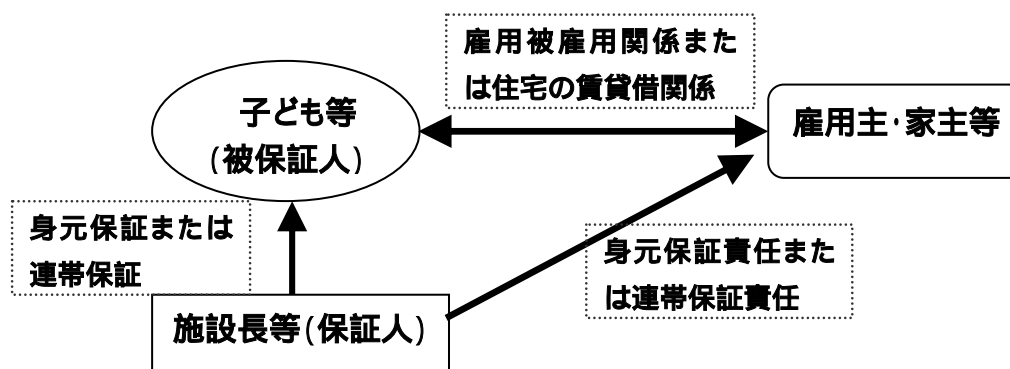 雇用被雇用関係また
は住宅の賃貸借関係
子ども等
(被保証人)
雇用主・家主等
身元保証または
連帯保証
身元保証責任また
は連帯保証責任
施設長等(保証人)